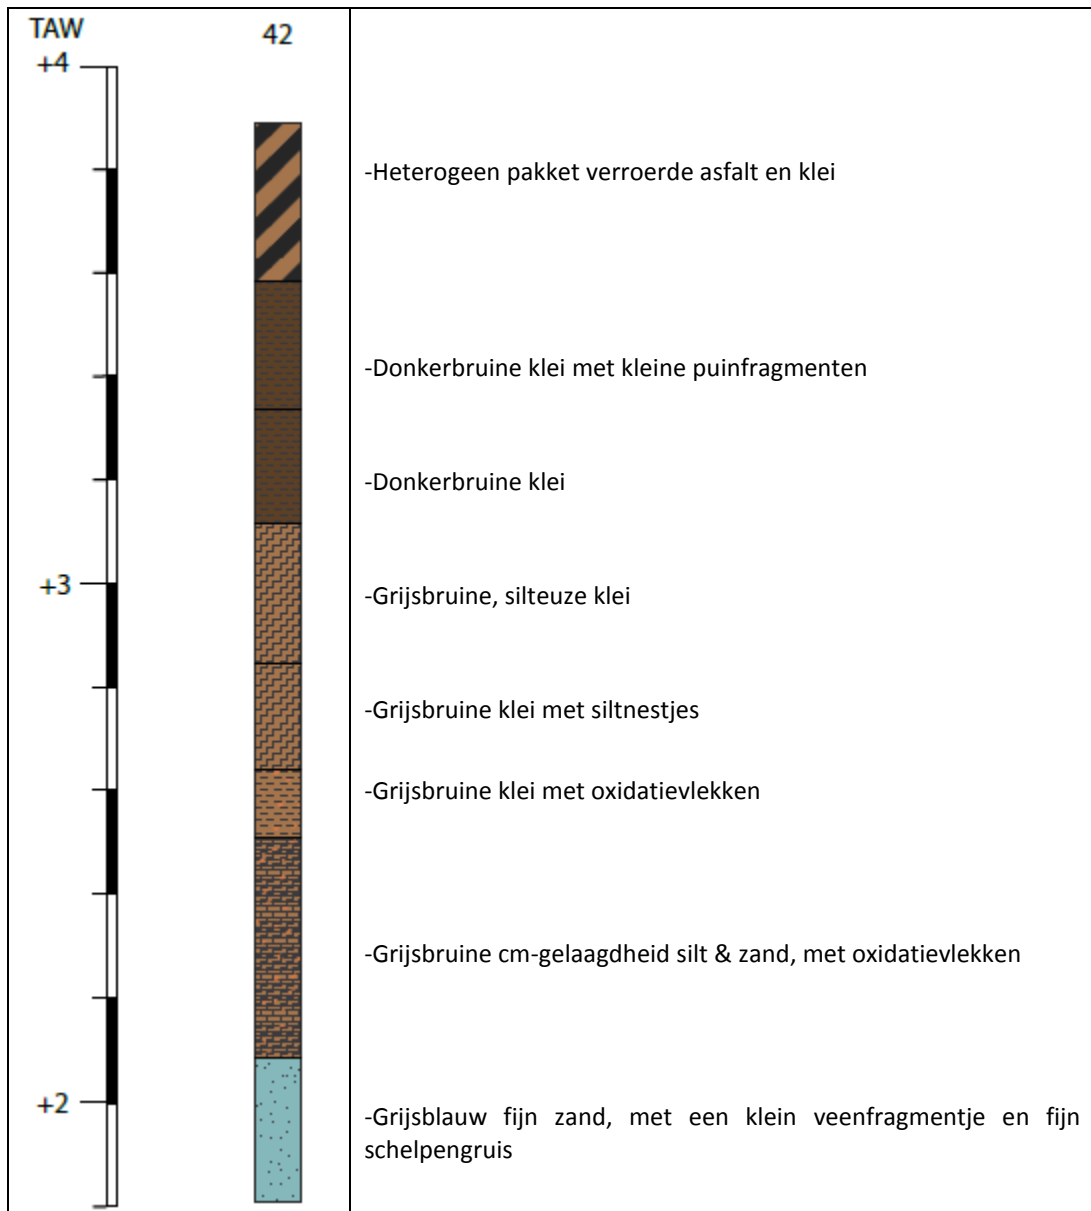 TAW
42
+4
-Heterogeen pakket verroerde asfalt en klei
-Donkerbruine klei met kleine puinfragmenten
-Donkerbruine klei
+3
-Grijsbruine, silteuze klei
-Grijsbruine klei met siltnestjes
-Grijsbruine klei met oxidatievlekken
-Grijsbruine cm-gelaagdheid silt & zand, met oxidatievlekken
+2
-Grijsblauw fijn zand, met een klein veenfragmentje en fijn
schelpengruis